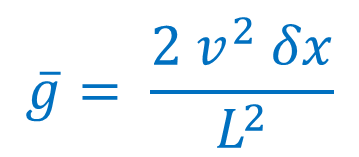 ḡ = 2 v² δx / L²